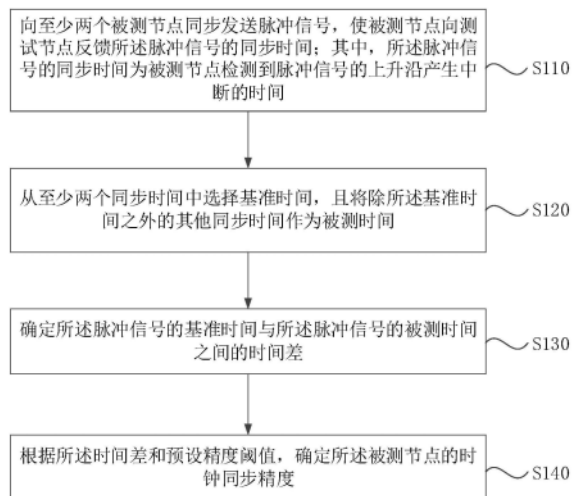 向至少两个被测节点同步发送脉冲信号，使被测节点向测
试节点反馈所述脉冲信号的同步时间；其中，所述脉冲信
号的同步时间为被测节点检测到脉冲信号的上升沿产生中
断的时间
S110
从至少两个同步时间中选择基准时间，且将除所述基准时
间之外的其他同步时间作为被测时间
S120
确定所述脉冲信号的基准时间与所述脉冲信号的被测时间
之间的时间差
S130
根据所述时间差和预设精度阈值，确定所述被测节点的时
钟同步精度
S140